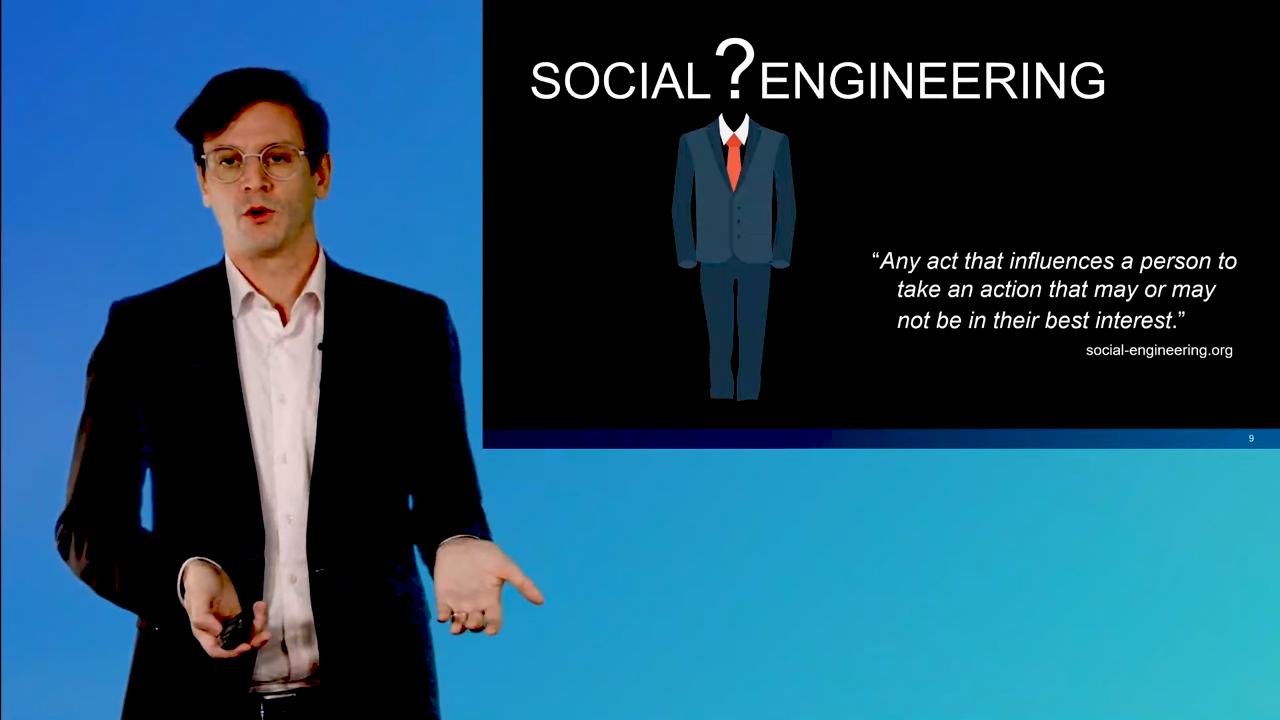 SOCIAL?ENGINEERING
“Any act that influences a person to
take an action that may or may
not be in their best interest.”
social-engineering.org
9